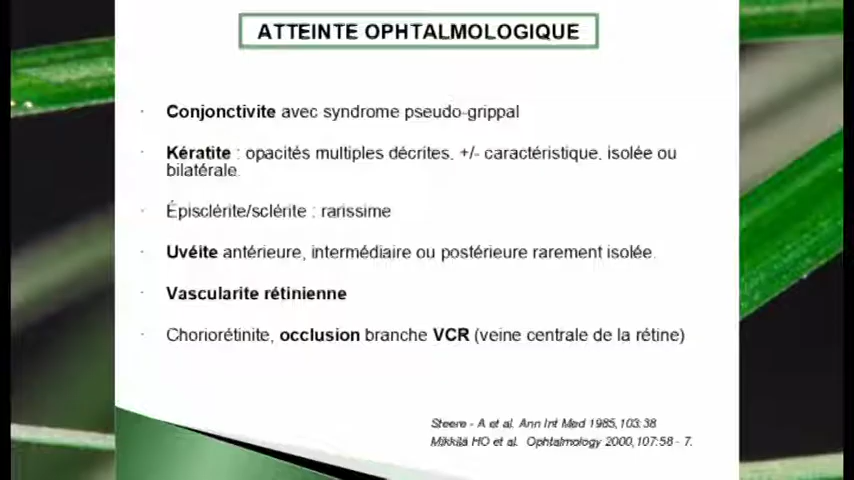 ATTEINTE OPHTALMOLOGIQUE
· Conjonctivite avec syndrome pseudo-grippal
· Kératite : opacités multiples décrites, +/- caractéristique, isolée ou
bilatérale.
· Épisclérite/sclérite : rarissime
· Uvéite antérieure, intermédiaire ou postérieure rarement isolée.
· Vascularite rétinienne
· Choriorétinite, occlusion branche VCR (veine centrale de la rétine)
Steere - A et al. Ann Int Med 1985,103:38
Mikkilä HO et al. Ophtalmology 2000,107:58 - 7.